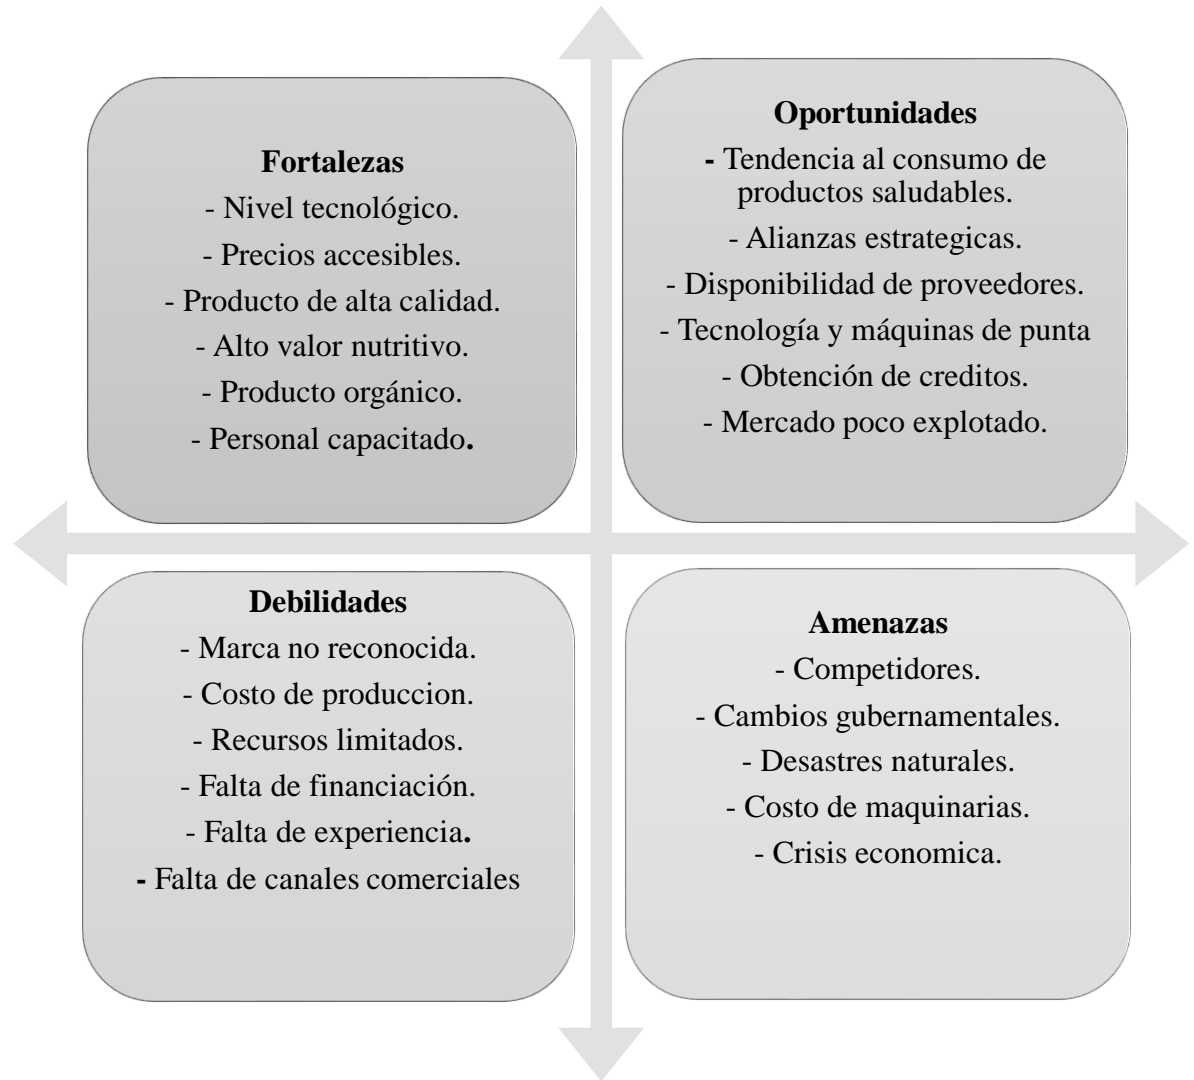 Fortalezas
- Nivel tecnológico.
- Precios accesibles.
- Producto de alta calidad.
- Alto valor nutritivo.
- Producto orgánico.
- Personal capacitado.
Oportunidades
- Tendencia al consumo de
productos saludables.
- Alianzas estrategicas.
- Disponibilidad de proveedores.
- Tecnología y máquinas de punta
- Obtención de creditos.
- Mercado poco explotado.
Debilidades
- Marca no reconocida.
- Costo de produccion.
- Recursos limitados.
- Falta de financiación.
- Falta de experiencia.
- Falta de canales comerciales
Amenazas
- Competidores.
- Cambios gubernamentales.
- Desastres naturales.
- Costo de maquinarias.
- Crisis economica.